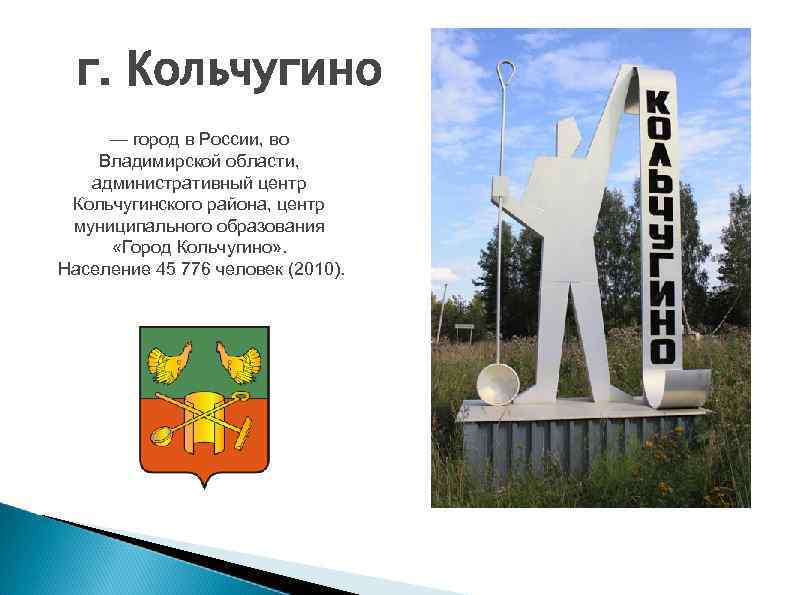 г. Кольчугино
— город в России, во
Владимирской области,
административный центр
Кольчугинского района, центр
муниципального образования
«Город Кольчугино» .
Население 45 776 человек (2010).
КОЛЬЧУГИНО